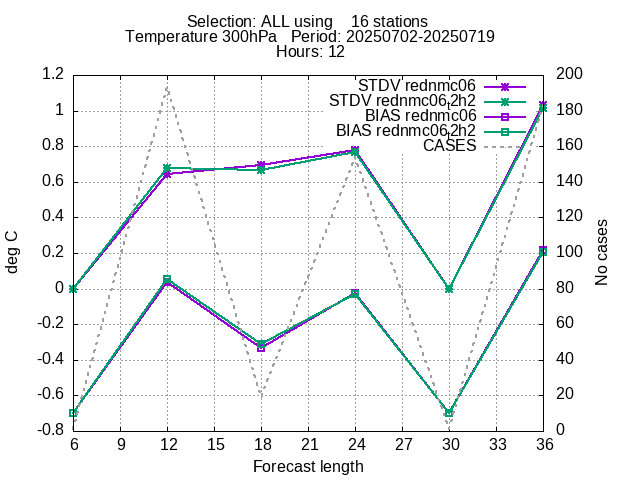 Selection: ALL using    16 stations
Temperature 300hPa   Period: 20250702-20250719
Hours: 12
STDV rednmc06
STDV rednmc06,2h2
BIAS rednmc06
BIAS rednmc06,2h2
CASES
1.2
1
0.8
0.6
0.4
0.2
0
-0.2
-0.4
-0.6
-0.8
deg C
200
180
160
140
120
100
80
60
40
20
0
No cases
6 9 12 15 18 21 24 27 30 33 36
Forecast length